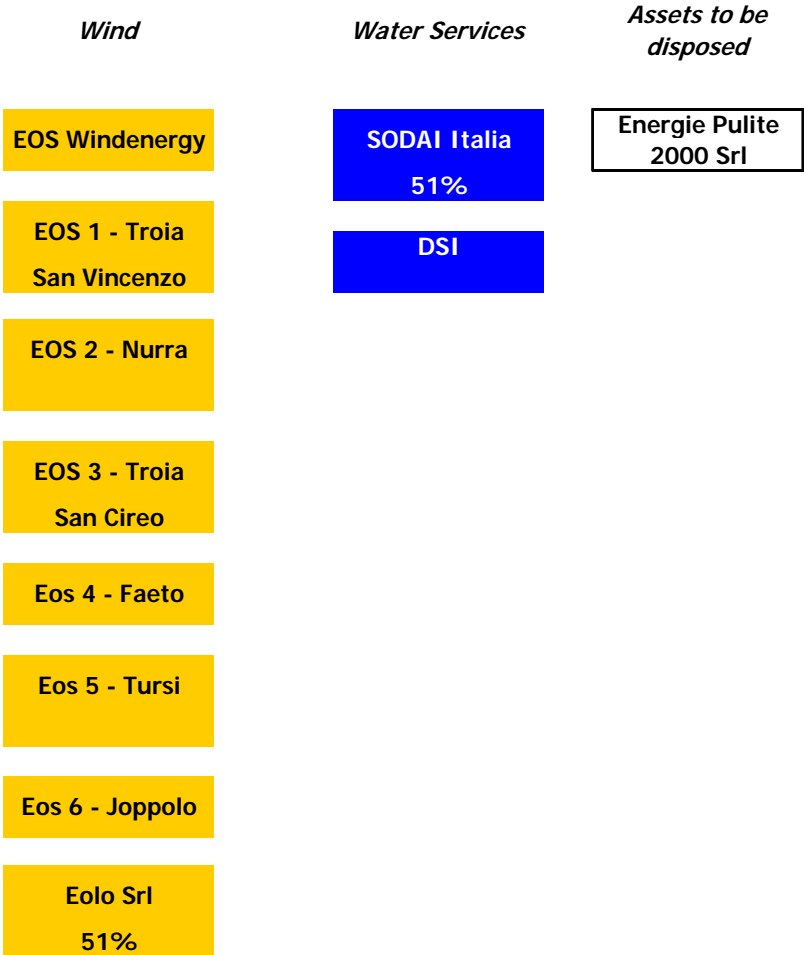 Wind
EOS Windenergy
EOS 1 - Troia
San Vincenzo
EOS 2 - Nurra
EOS 3 - Troia
San Cireo
Eos 4 - Faeto
Eos 5 - Tursi
Eos 6 - Joppolo
Eolo Srl
51%
Water Services
SODAI Italia
51%
DSI
Assets to be
disposed
Energie Pulite
2000 Srl